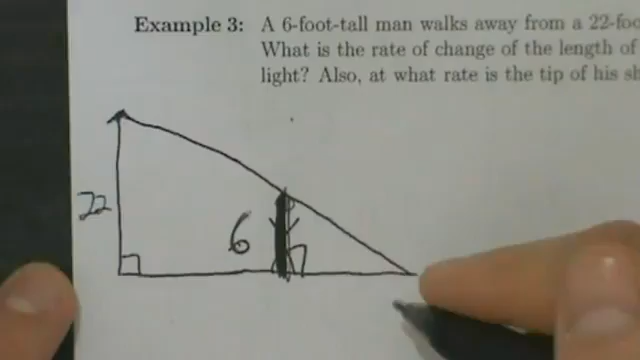 Example 3: A 6-foot-tall man walks away from a 22-foo
What is the rate of change of the length of
light? Also, at what rate is the tip of his sh
22
6